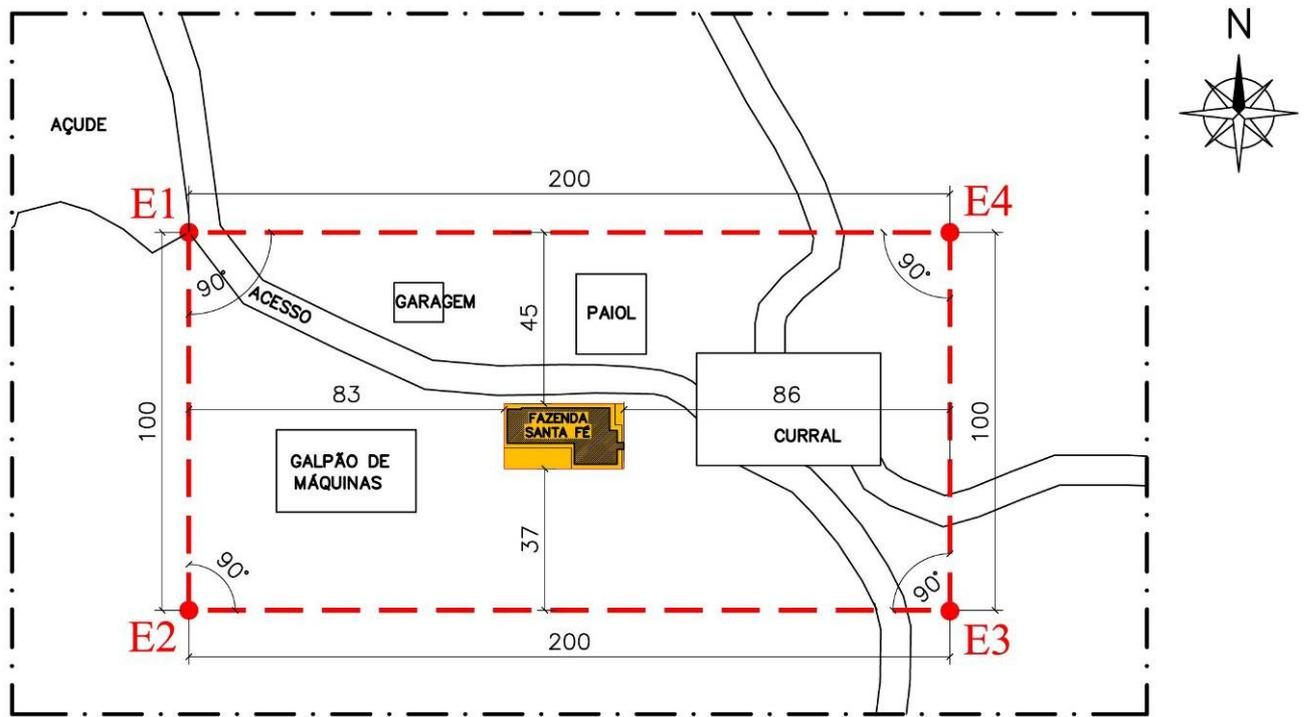 N
AÇUDE
200
E1
E4
90°
90°
ACESSO
GARAGEM
PAIOL
45
83
86
100
100
FAZENDA
SANTA FÉ
CURRAL
GALPÃO DE
MÁQUINAS
37
90°
90°
E2
E3
200